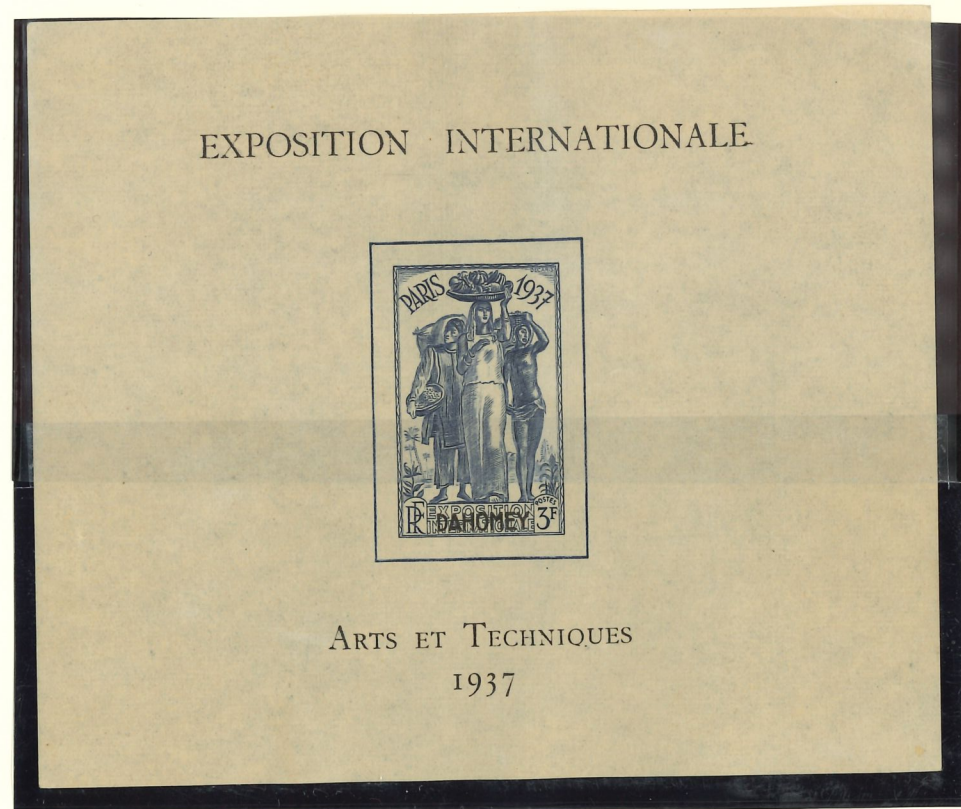 EXPOSITION INTERNATIONALE
PARIS 1937
POSTES
RF EXPOSITION INTERNATIONALE 3F
DAHOMEY
ARTS ET TECHNIQUES
1937